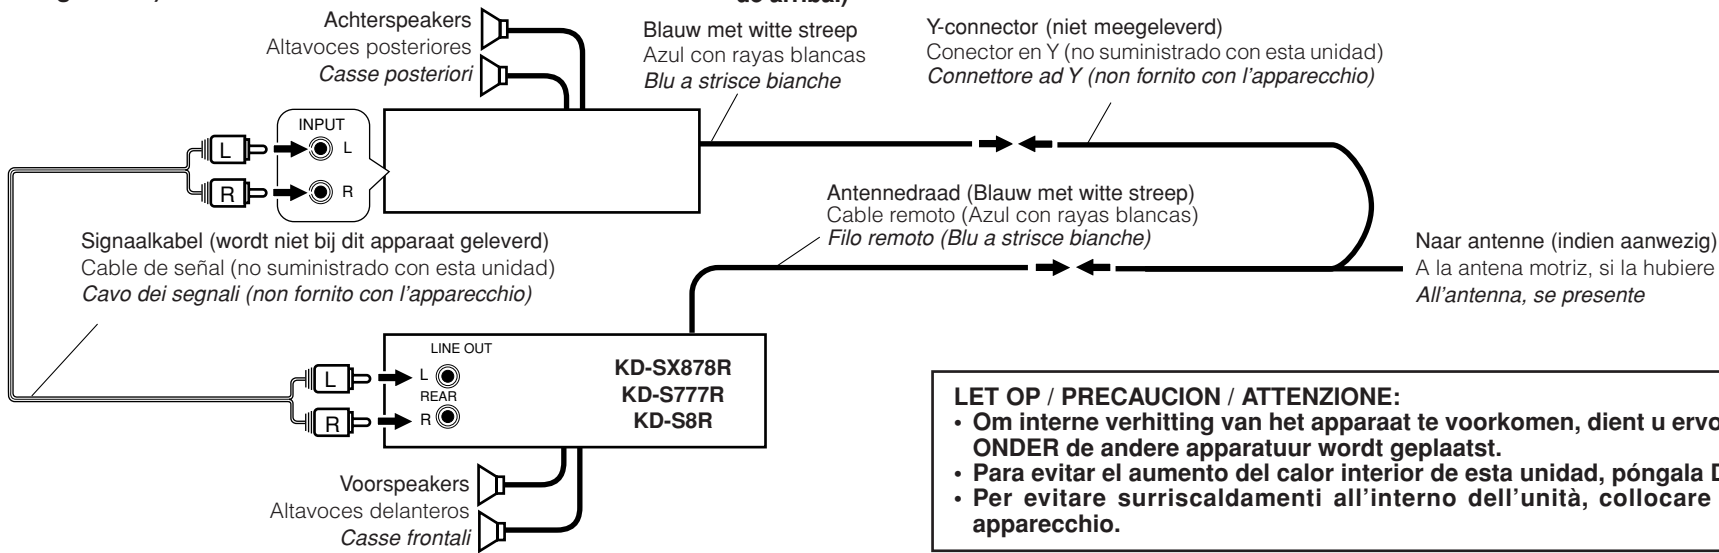 de arriba.)
Achterspeakers
Altavoces posteriores
Casse posteriori
Blauw met witte streep
Azul con rayas blancas
Blu a strisce bianche
Y-connector (niet meegeleverd)
Conector en Y (no suministrado con esta unidad)
Connettore ad Y (non fornito con l'apparecchio)
INPUT
L
L
R
R
Antennedraad (Blauw met witte streep)
Cable remoto (Azul con rayas blancas)
Filo remoto (Blu a strisce bianche)
Signaalkabel (wordt niet bij dit apparaat geleverd)
Cable de señal (no suministrado con esta unidad)
Cavo dei segnali (non fornito con l'apparecchio)
Naar antenne (indien aanwezig)
A la antena motriz, si la hubiere
All'antenna, se presente
LINE OUT
L
L
REAR
R
R
KD-SX878R
KD-S777R
KD-S8R
Voorspeakers
Altavoces delanteros
Casse frontali
LET OP / PRECAUCION / ATTENZIONE:
• Om interne verhitting van het apparaat te voorkomen, dient u ervo
ONDER de andere apparatuur wordt geplaatst.
• Para evitar el aumento del calor interior de esta unidad, póngala D
• Per evitare surriscaldamenti all'interno dell'unità, collocare
apparecchio.